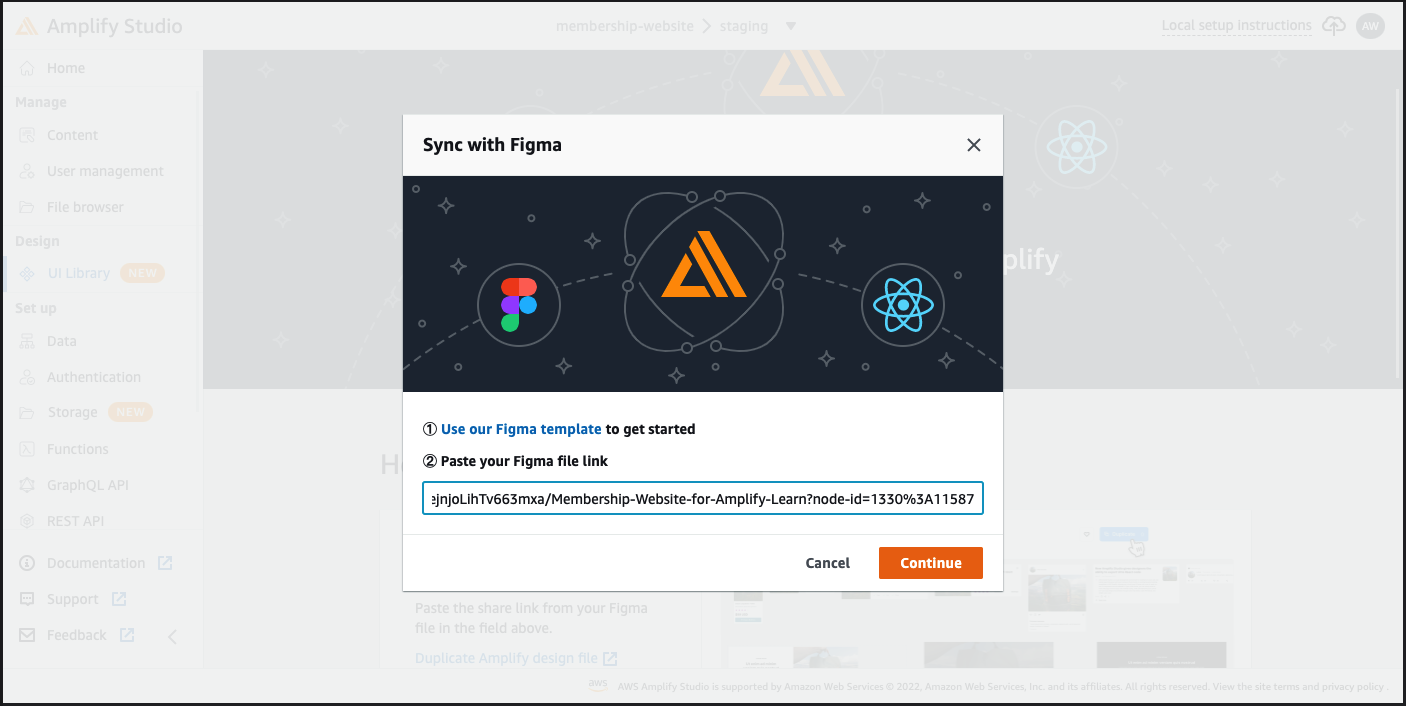 Amplify Studio
membership-website
staging
Local setup instructions
AW
Home
Manage
Content
User management
File browser
Design
UI Library NEW
Set up
Data
Authentication
Storage NEW
Functions
GraphQL API
REST API
Documentation
Support
Feedback
plify
Sync with Figma
① Use our Figma template to get started
② Paste your Figma file link
ejnjoLihTv663mxa/Membership-Website-for-Amplify-Learn?node-id=1330%3A11587
Cancel
Continue
Paste the share link from your Figma
file in the field above.
Duplicate Amplify design file
aws
AWS Amplify Studio is supported by Amazon Web Services © 2022, Amazon Web Services, Inc. and its affiliates. All rights reserved. View the site terms and privacy policy.